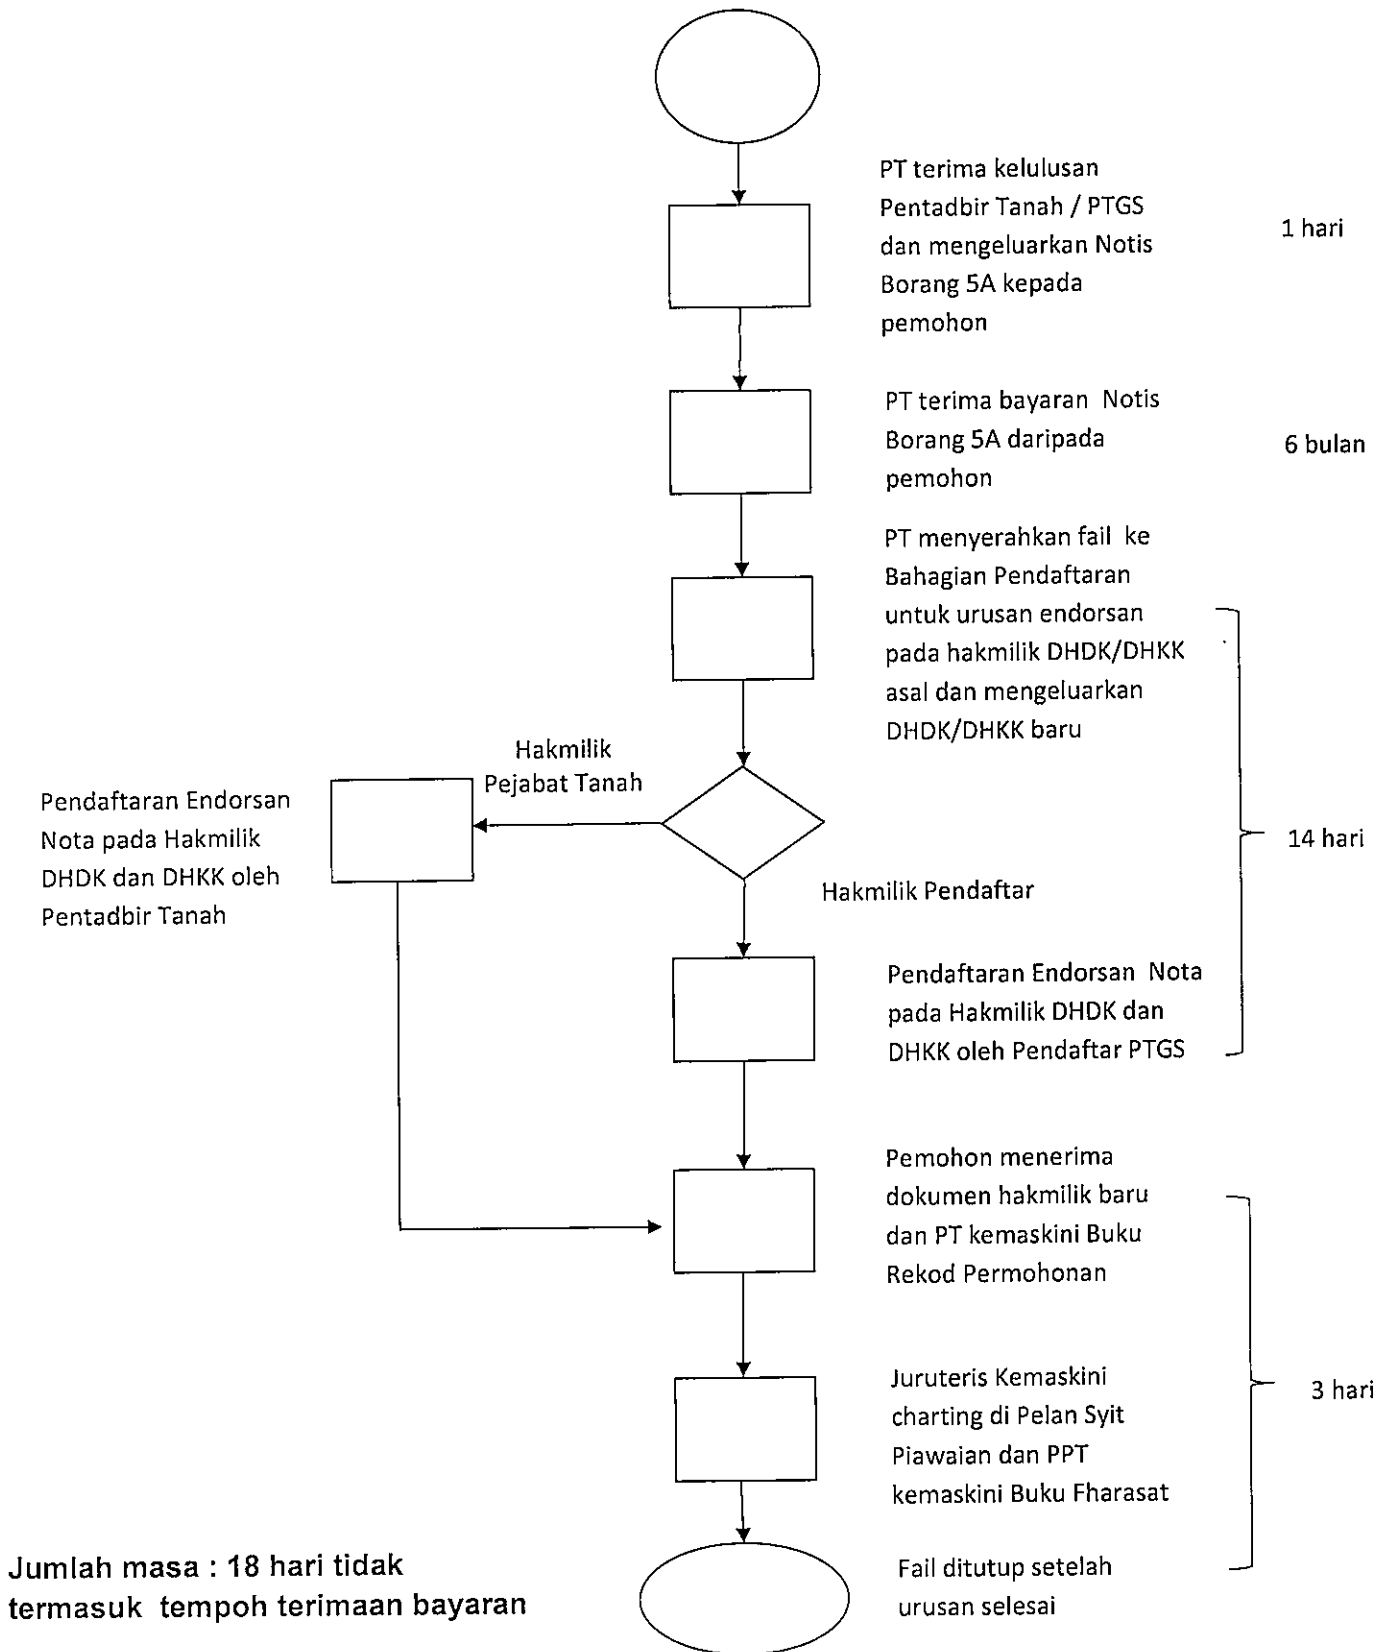 PT terima kelulusan
Pentadbir Tanah / PTGS
dan mengeluarkan Notis
Borang 5A kepada
pemohon
1 hari
PT terima bayaran Notis
Borang 5A daripada
pemohon
6 bulan
PT menyerahkan fail ke
Bahagian Pendaftaran
untuk urusan endorsan
pada hakmilik DHDK/DHKK
asal dan mengeluarkan
DHDK/DHKK baru
Hakmilik
Pejabat Tanah
Pendaftaran Endorsan
Nota pada Hakmilik
DHDK dan DHKK oleh
Pentadbir Tanah
14 hari
Hakmilik Pendaftar
Pendaftaran Endorsan Nota
pada Hakmilik DHDK dan
DHKK oleh Pendaftar PTGS
Pemohon menerima
dokumen hakmilik baru
dan PT kemaskini Buku
Rekod Permohonan
Juruteris Kemaskini
charting di Pelan Syit
Piawaian dan PPT
kemaskini Buku Fharasat
3 hari
Fail ditutup setelah
urusan selesai
Jumlah masa : 18 hari tidak
termasuk tempoh terimaan bayaran